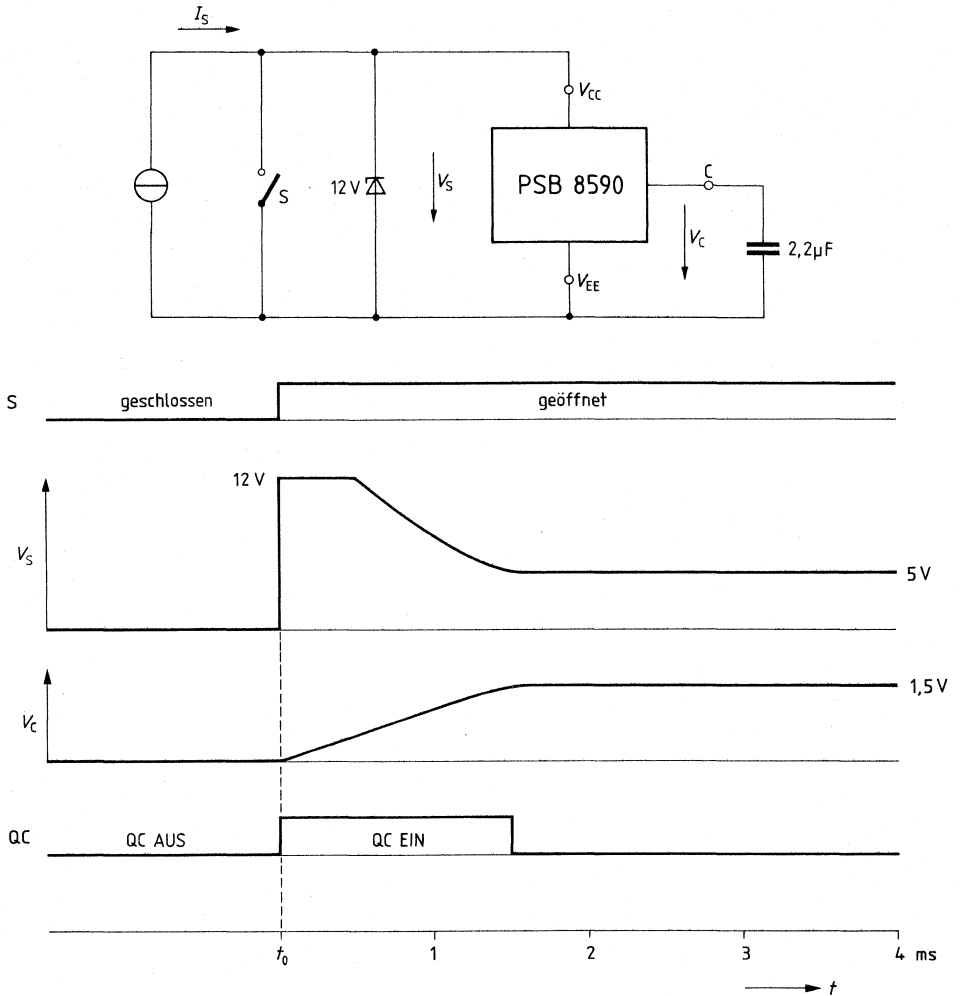 I_S
V_CC
12 V
S
V_S
PSB 8590
C
V_C
2,2µF
V_EE
S
geschlossen
geöffnet
12 V
V_S
5 V
V_C
1,5 V
QC
QC AUS
QC EIN
t_0 1 2 3 4 ms
t